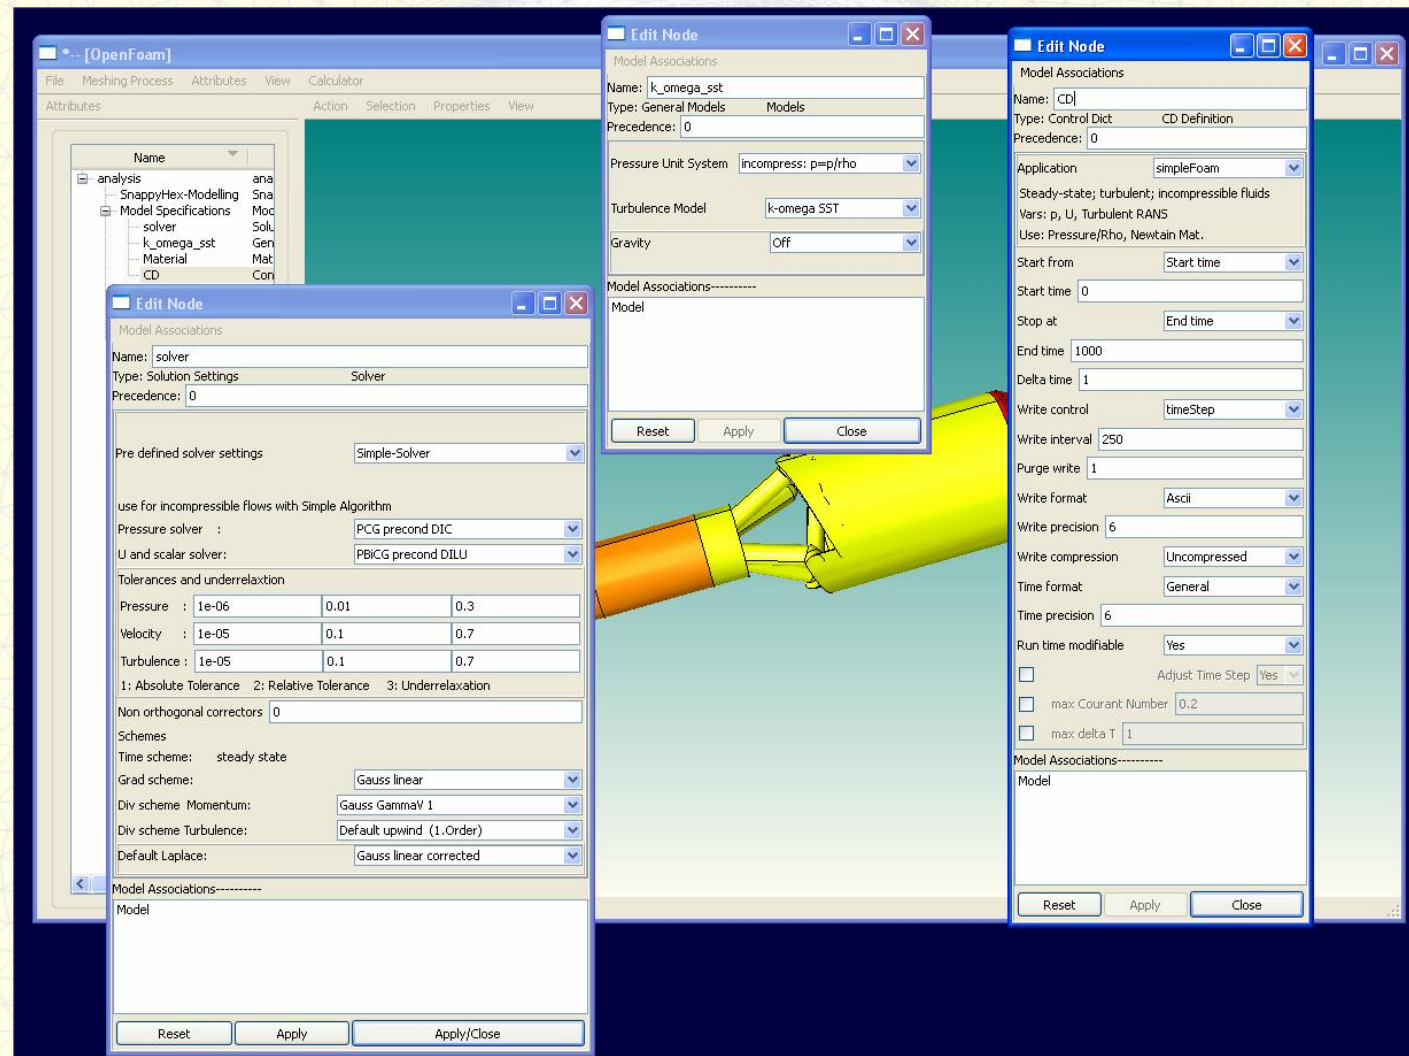 *-- [OpenFoam]
File Meshing Process Attributes View Calculator
Attributes
Action Selection Properties View
Name
analysis ana
SnappyHex-Modelling Sna
Model Specifications Mod
solver Solu
k_omega_sst Gen
Material Mat
CD Con
Edit Node
Model Associations
Name: solver
Type: Solution Settings Solver
Precedence: 0
Pre defined solver settings Simple-Solver
use for incompressible flows with Simple Algorithm
Pressure solver : PCG precond DIC
U and scalar solver: PBiCG precond DILU
Tolerances and underrelaxtion
Pressure : 1e-06 0.01 0.3
Velocity : 1e-05 0.1 0.7
Turbulence : 1e-05 0.1 0.7
1: Absolute Tolerance 2: Relative Tolerance 3: Underrelaxation
Non orthogonal correctors 0
Schemes
Time scheme: steady state
Grad scheme: Gauss linear
Div scheme Momentum: Gauss GammaV 1
Div scheme Turbulence: Default upwind (1.Order)
Default Laplace: Gauss linear corrected
Model Associations----------
Model
Reset Apply Apply/Close
Edit Node
Model Associations
Name: k_omega_sst
Type: General Models Models
Precedence: 0
Pressure Unit System incompress: p=p/rho
Turbulence Model k-omega SST
Gravity Off
Model Associations----------
Model
Reset Apply Close
Edit Node
Model Associations
Name: CD
Type: Control Dict CD Definition
Precedence: 0
Application simpleFoam
Steady-state; turbulent; incompressible fluids
Vars: p, U, Turbulent RANS
Use: Pressure/Rho, Newtain Mat.
Start from Start time
Start time 0
Stop at End time
End time 1000
Delta time 1
Write control timeStep
Write interval 250
Purge write 1
Write format Ascii
Write precision 6
Write compression Uncompressed
Time format General
Time precision 6
Run time modifiable Yes
Adjust Time Step Yes
max Courant Number 0.2
max delta T 1
Model Associations----------
Model
Reset Apply Close